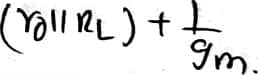 (r₀ || RL) + 1/gm.